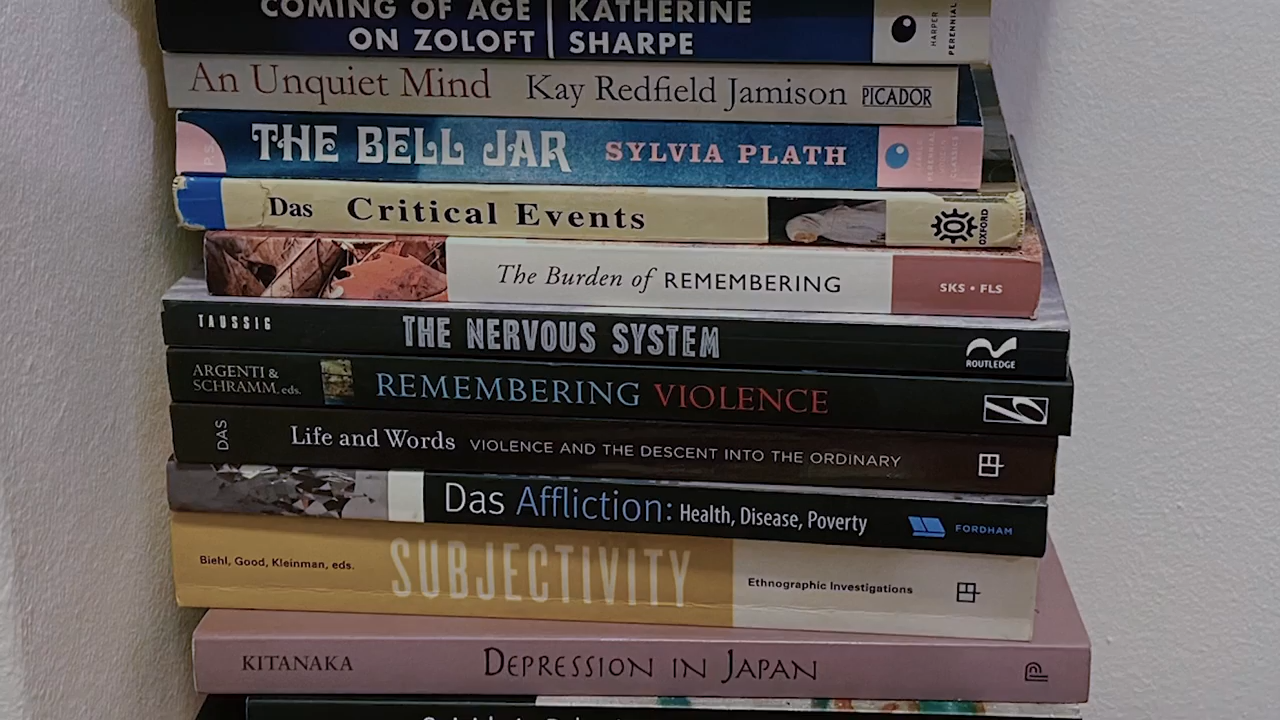 COMING OF AGE
ON ZOLOFT
KATHERINE
SHARPE
HARPER
PERENNIAL
An Unquiet Mind Kay Redfield Jamison PICADOR
P.S.
THE BELL JAR SYLVIA PLATH
Das Critical Events OXFORD
The Burden of REMEMBERING SKS • FLS
TAUSSIG THE NERVOUS SYSTEM ROUTLEDGE
ARGENTI &
SCHRAMM, eds.
REMEMBERING VIOLENCE
DAS Life and Words VIOLENCE AND THE DESCENT INTO THE ORDINARY
Das Affliction: Health, Disease, Poverty FORDHAM
Biehl, Good, Kleinman, eds. SUBJECTIVITY Ethnographic Investigations
KITANAKA DEPRESSION IN JAPAN